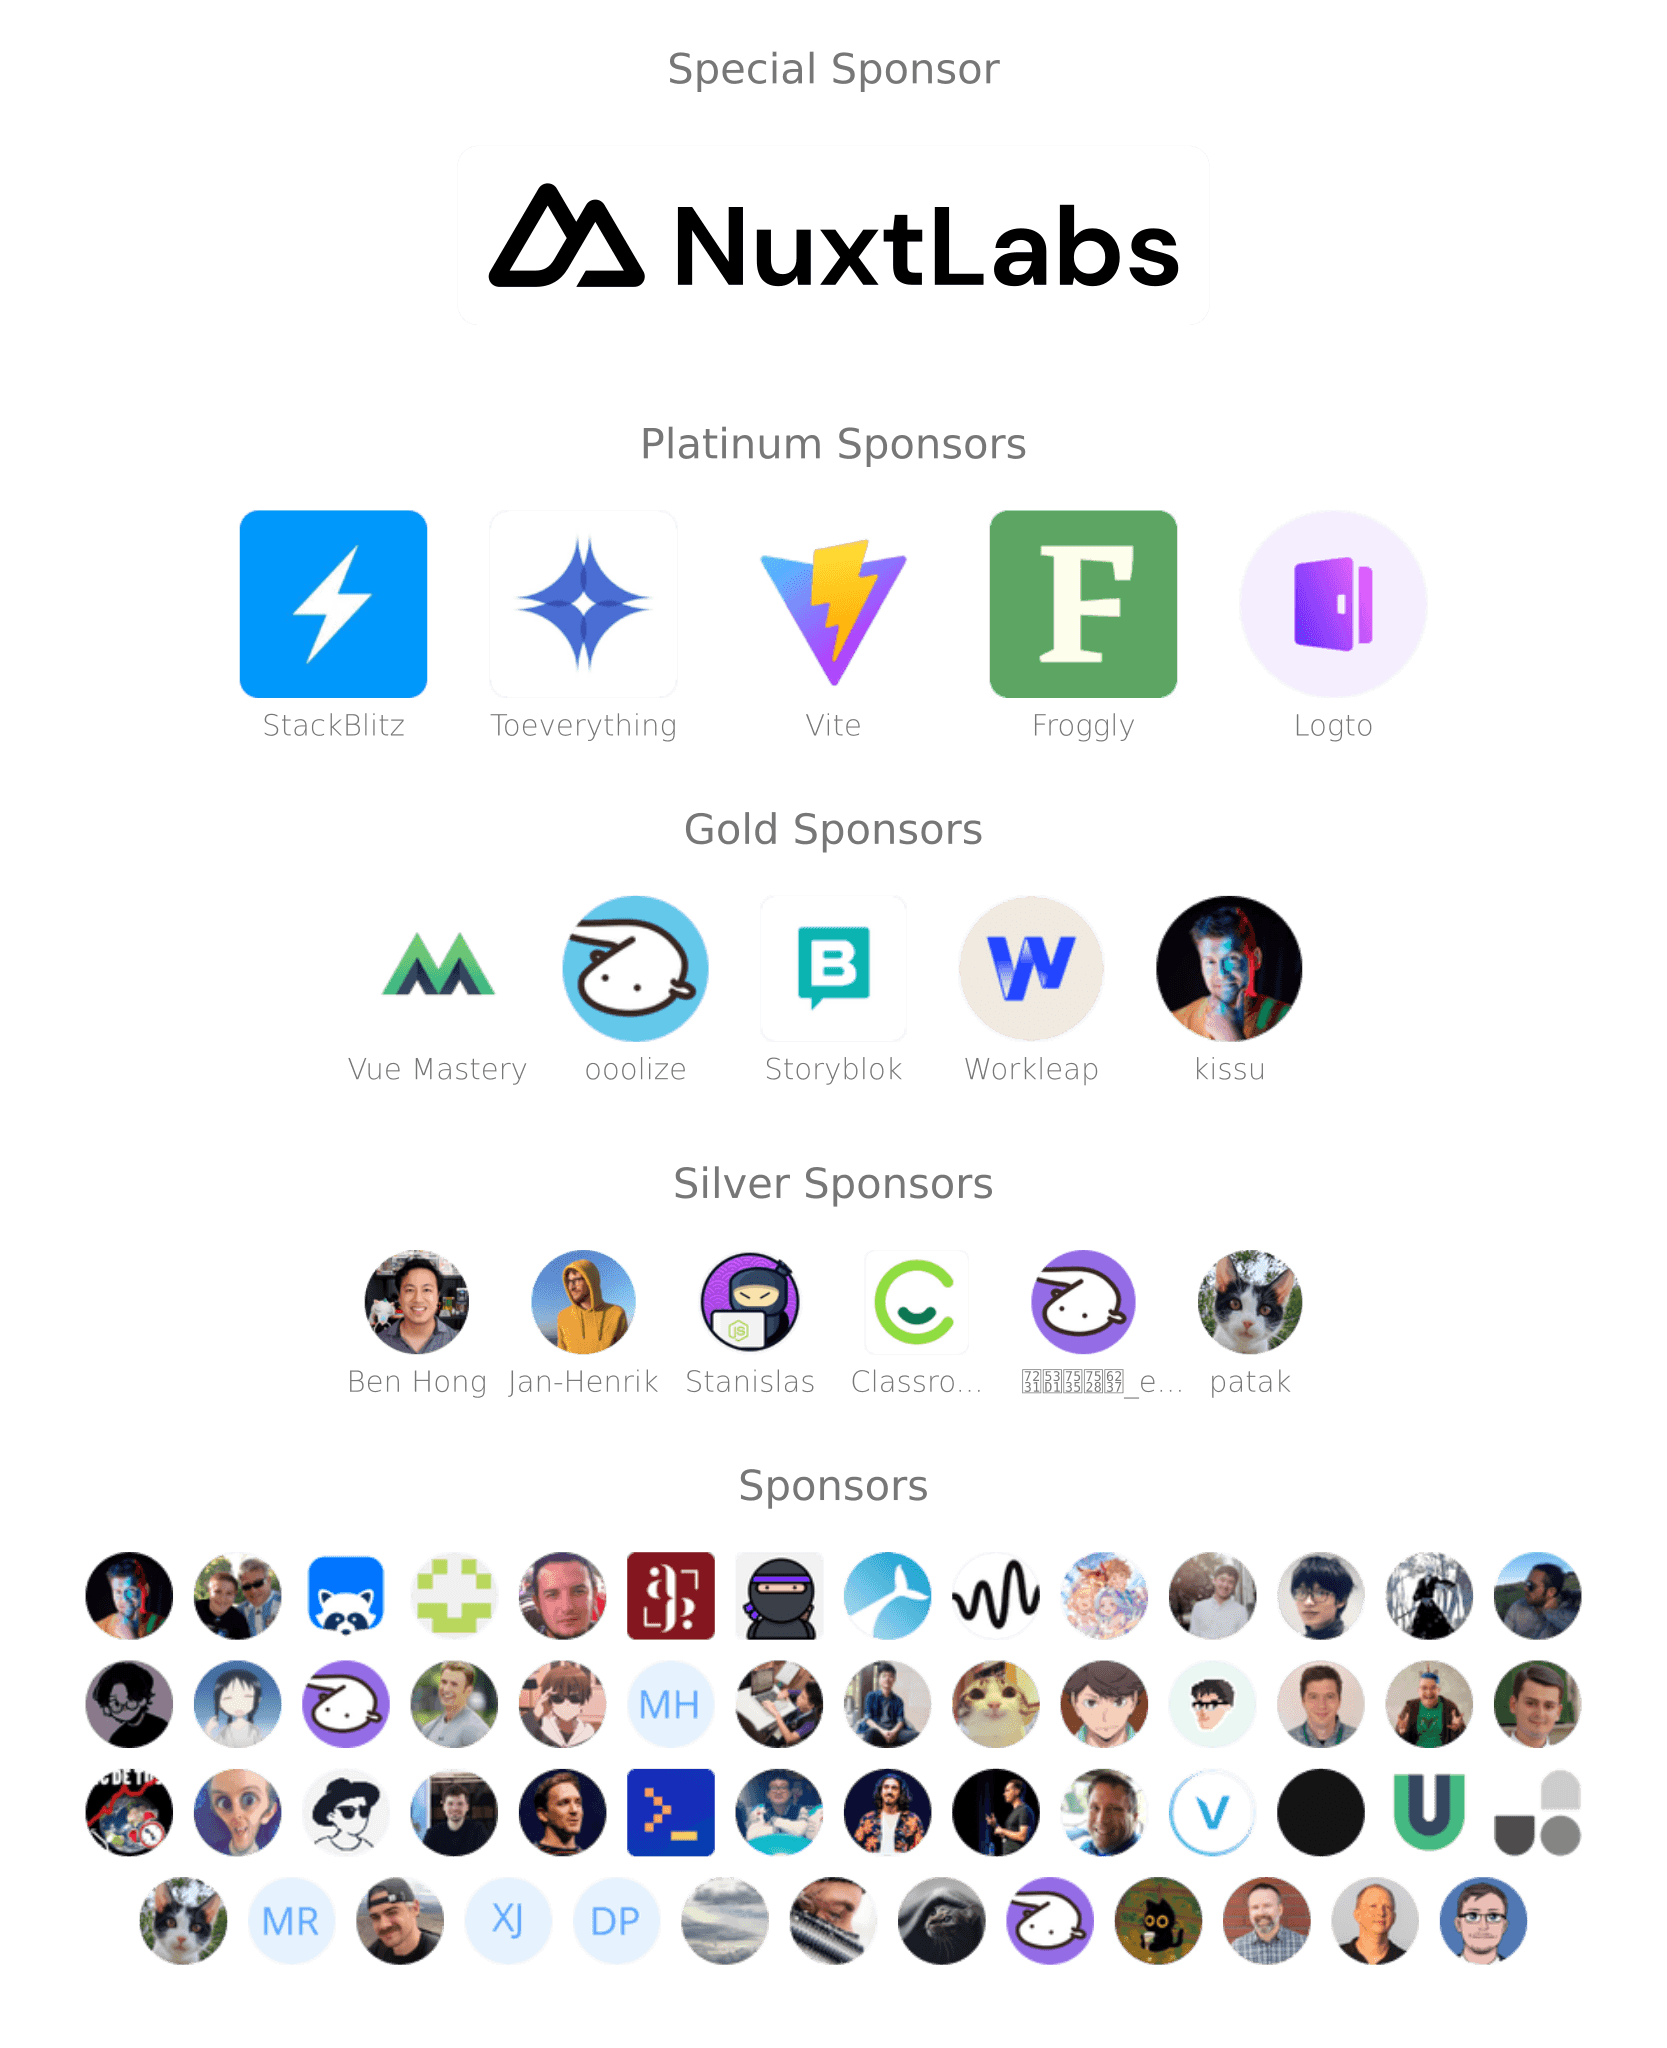 Special Sponsor
NuxtLabs
Platinum Sponsors
StackBlitz Toeverything Vite Froggly Logto
Gold Sponsors
Vue Mastery ooolize Storyblok Workleap kissu
Silver Sponsors
Ben Hong Jan-Henrik Stanislas Classro... _e... patak
Sponsors
MH
MR XJ DP